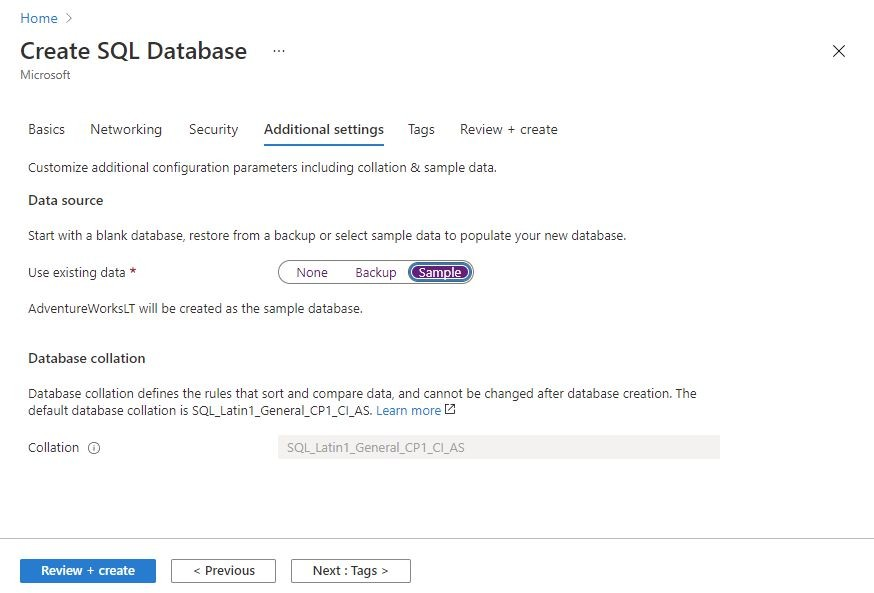 Home >
Create SQL Database ...
Microsoft
Basics Networking Security Additional settings Tags Review + create
Customize additional configuration parameters including collation & sample data.
Data source
Start with a blank database, restore from a backup or select sample data to populate your new database.
Use existing data * None Backup Sample
AdventureWorksLT will be created as the sample database.
Database collation
Database collation defines the rules that sort and compare data, and cannot be changed after database creation. The
default database collation is SQL_Latin1_General_CP1_CI_AS. Learn more
Collation SQL_Latin1_General_CP1_CI_AS
Review + create < Previous Next : Tags >